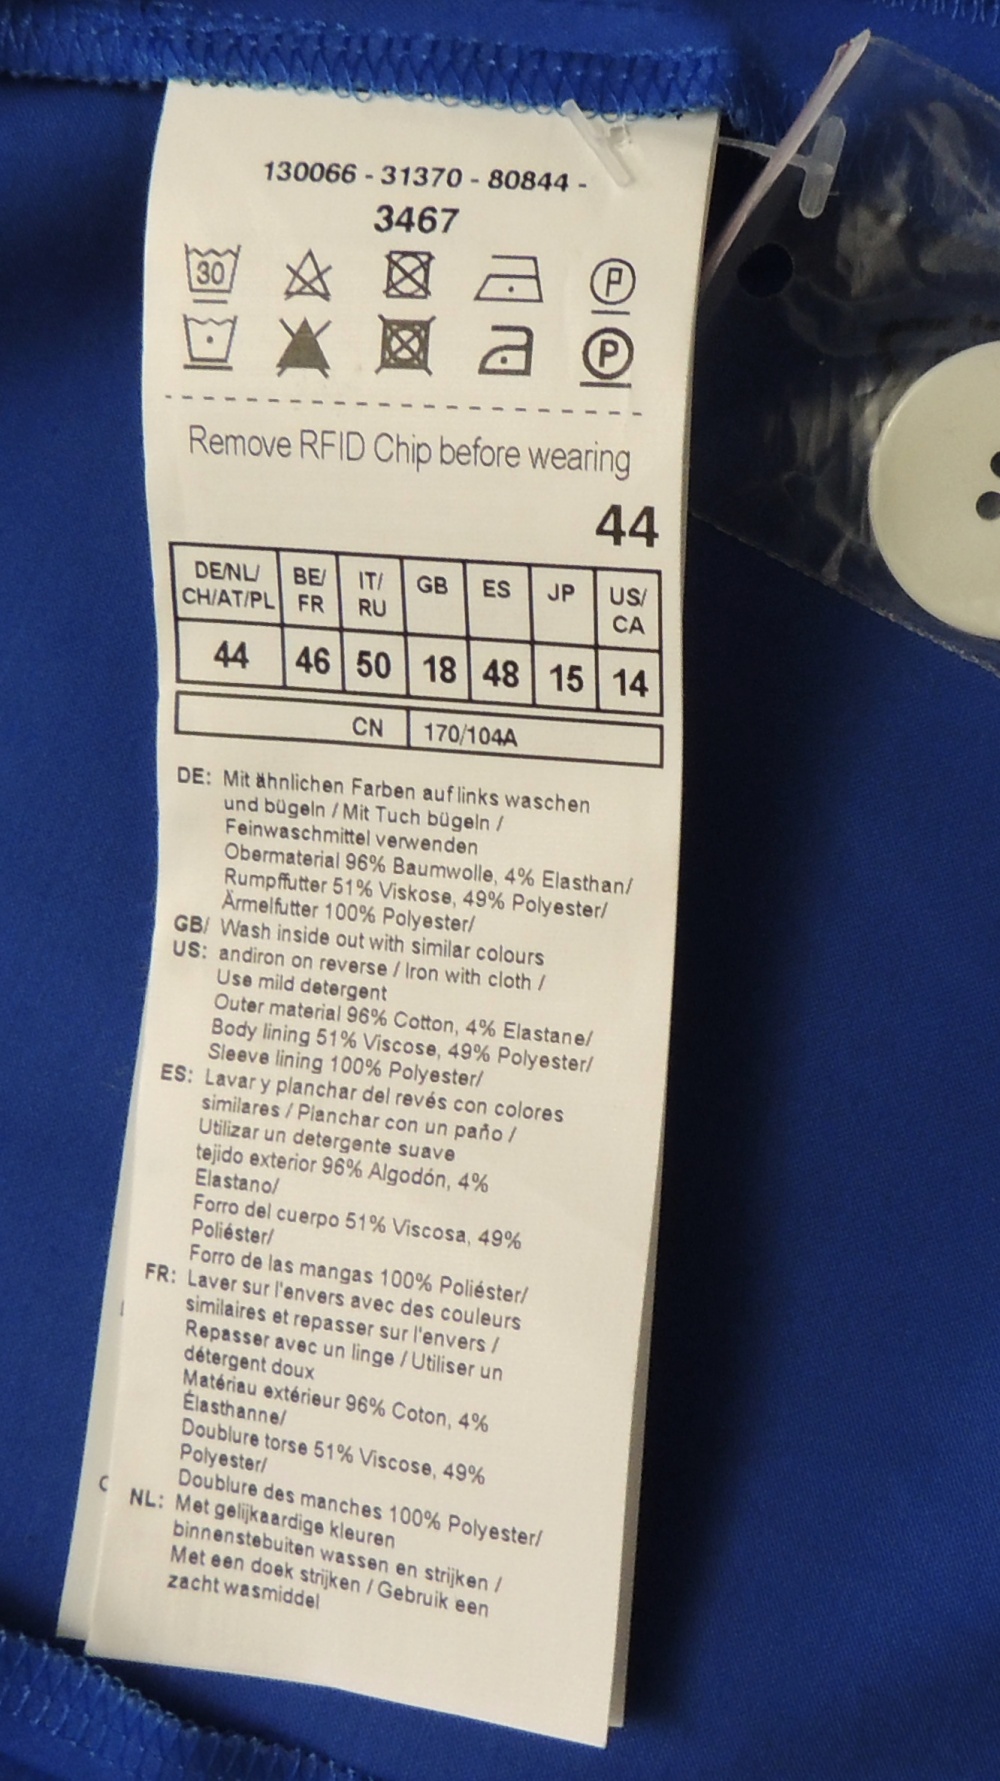 130066 - 31370 - 80844 -
3467
30
P
P
Remove RFID Chip before wearing
44
DE/NL/ CH/AT/PL BE/ FR IT/ RU GB ES JP US/ CA
44 46 50 18 48 15 14
CN 170/104A
DE: Mit ähnlichen Farben auf links waschen
und bügeln / Mit Tuch bügeln /
Feinwaschmittel verwenden
Obermaterial 96% Baumwolle, 4% Elasthan/
Rumpffutter 51% Viskose, 49% Polyester/
Ärmelfutter 100% Polyester/
GB/ Wash inside out with similar colours
US: andiron on reverse / Iron with cloth /
Use mild detergent
Outer material 96% Cotton, 4% Elastane/
Body lining 51% Viscose, 49% Polyester/
Sleeve lining 100% Polyester/
ES: Lavar y planchar del revés con colores
similares / Planchar con un paño /
Utilizar un detergente suave
tejido exterior 96% Algodón, 4%
Elastano/
Forro del cuerpo 51% Viscosa, 49%
Poliéster/
Forro de las mangas 100% Poliéster/
FR: Laver sur l'envers avec des couleurs
similaires et repasser sur l'envers /
Repasser avec un linge / Utiliser un
détergent doux
Matériau extérieur 96% Coton, 4%
Élasthanne/
Doublure torse 51% Viscose, 49%
Polyester/
Doublure des manches 100% Polyester/
NL: Met gelijkaardige kleuren
binnenstebuiten wassen en strijken /
Met een doek strijken / Gebruik een
zacht wasmiddel